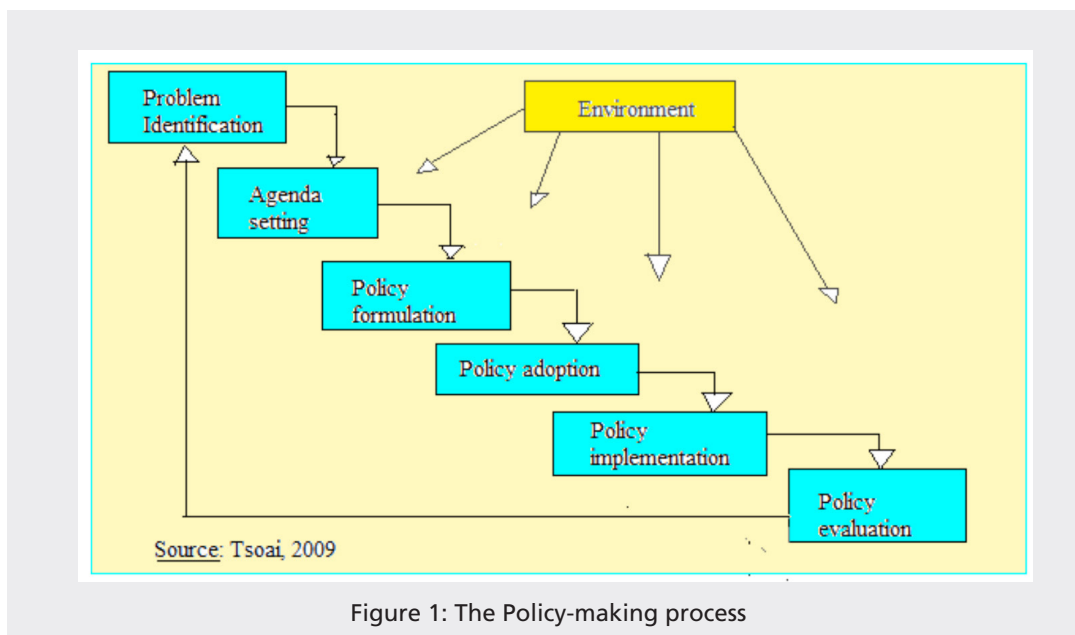 Problem
Identification
Environment
Agenda
setting
Policy
formulation
Policy adoption
Policy
implementation
Policy
evaluation
Source: Tsoai, 2009
Figure 1: The Policy-making process